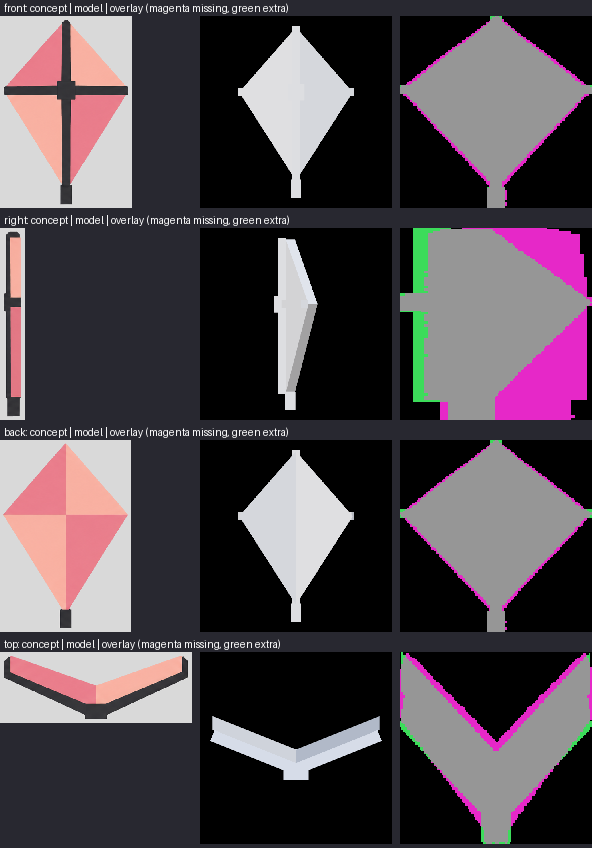 front: concept | model | overlay (magenta missing, green extra)
right: concept | model | overlay (magenta missing, green extra)
back: concept | model | overlay (magenta missing, green extra)
top: concept | model | overlay (magenta missing, green extra)